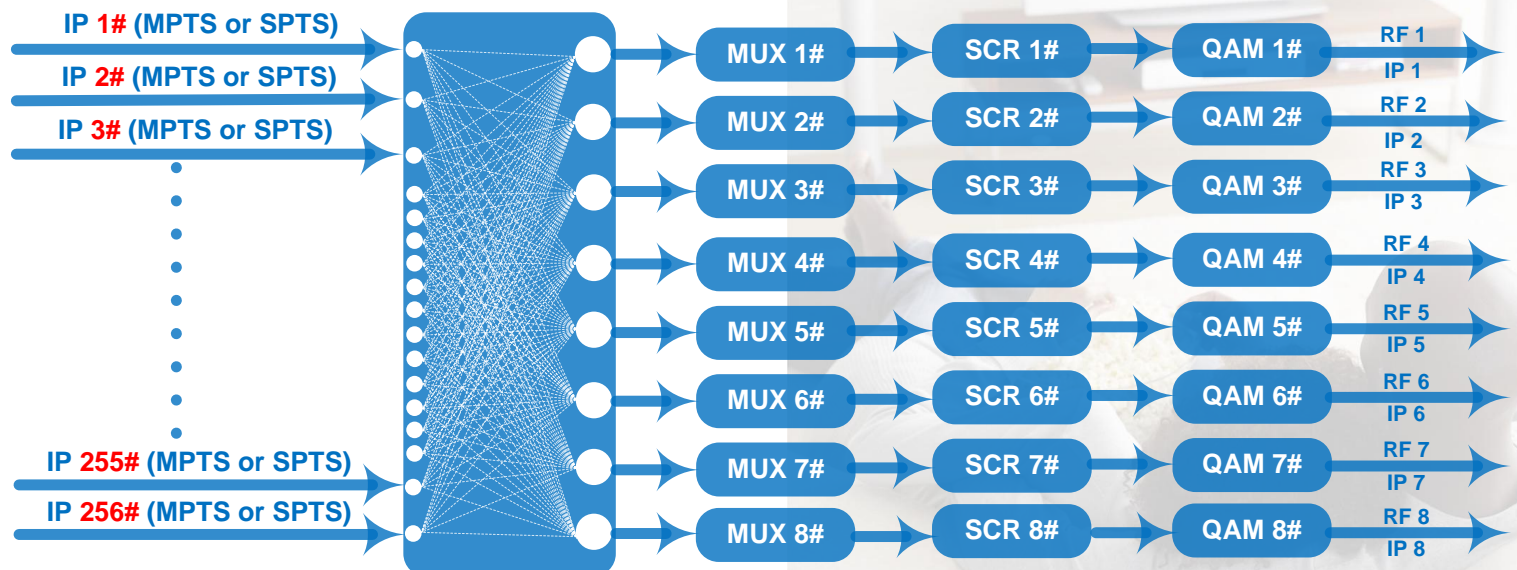 IP 1# (MPTS or SPTS)
IP 2# (MPTS or SPTS)
IP 3# (MPTS or SPTS)
IP 255# (MPTS or SPTS)
IP 256# (MPTS or SPTS)
MUX 1#
SCR 1#
QAM 1#
RF 1
IP 1
MUX 2#
SCR 2#
QAM 2#
RF 2
IP 2
MUX 3#
SCR 3#
QAM 3#
RF 3
IP 3
MUX 4#
SCR 4#
QAM 4#
RF 4
IP 4
MUX 5#
SCR 5#
QAM 5#
RF 5
IP 5
MUX 6#
SCR 6#
QAM 6#
RF 6
IP 6
MUX 7#
SCR 7#
QAM 7#
RF 7
IP 7
MUX 8#
SCR 8#
QAM 8#
RF 8
IP 8